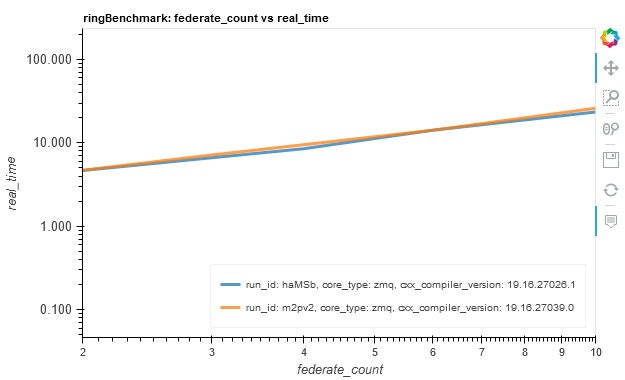 ringBenchmark: federate_count vs real_time
100.000
10.000
1.000
0.100
real_time
run_id: haMSb, core_type: zmq, cxx_compiler_version: 19.16.27026.1
run_id: m2pv2, core_type: zmq, cxx_compiler_version: 19.16.27039.0
2 3 4 5 6 7 8 9 10
federate_count